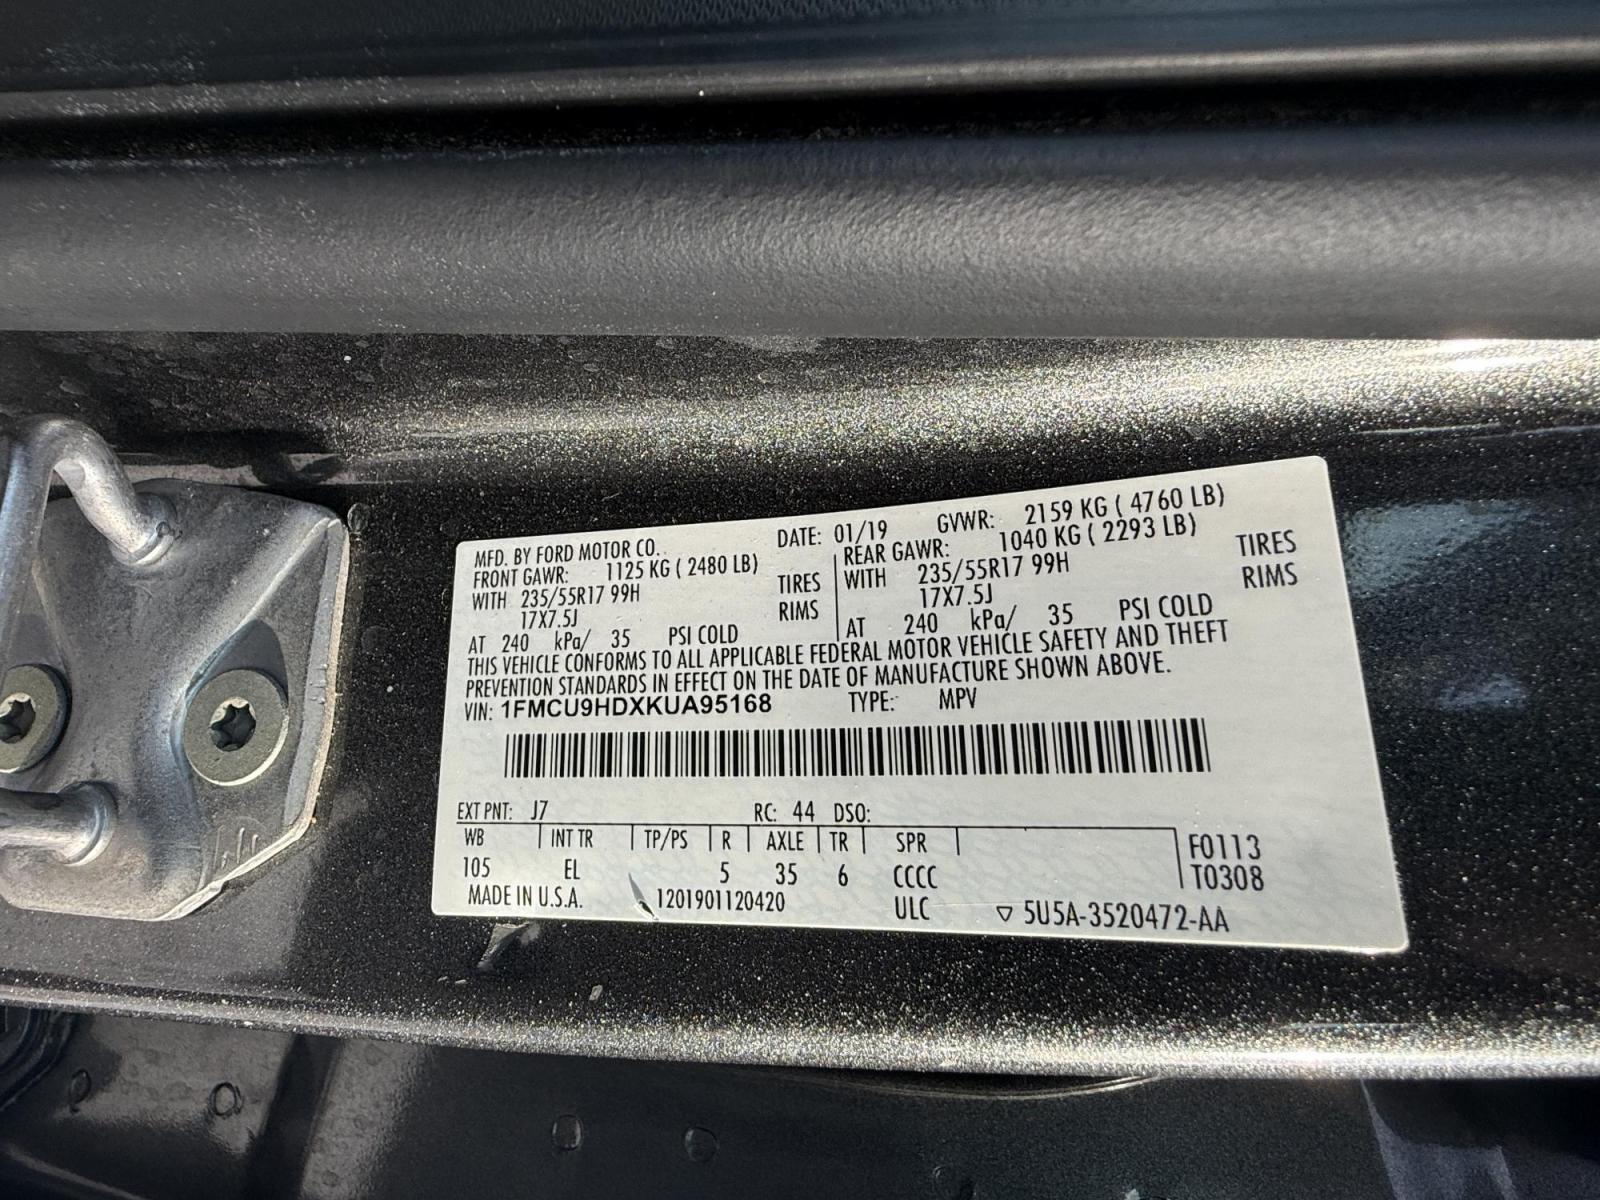 MFD. BY FORD MOTOR CO. DATE: 01/19 GVWR: 2159 KG ( 4760 LB)
FRONT GAWR: 1125 KG ( 2480 LB) REAR GAWR: 1040 KG ( 2293 LB)
WITH 235/55R17 99H TIRES WITH 235/55R17 99H TIRES
17X7.5J RIMS 17X7.5J RIMS
AT 240 kPa/ 35 PSI COLD AT 240 kPa/ 35 PSI COLD
THIS VEHICLE CONFORMS TO ALL APPLICABLE FEDERAL MOTOR VEHICLE SAFETY AND THEFT
PREVENTION STANDARDS IN EFFECT ON THE DATE OF MANUFACTURE SHOWN ABOVE.
VIN: 1FMCU9HDXKUA95168 TYPE: MPV
EXT PNT: J7 RC: 44 DSO:
WB INT TR TP/PS R AXLE TR SPR F0113
105 EL 5 35 6 CCCC T0308
MADE IN U.S.A. 1201901120420 ULC ▽ 5U5A-3520472-AA